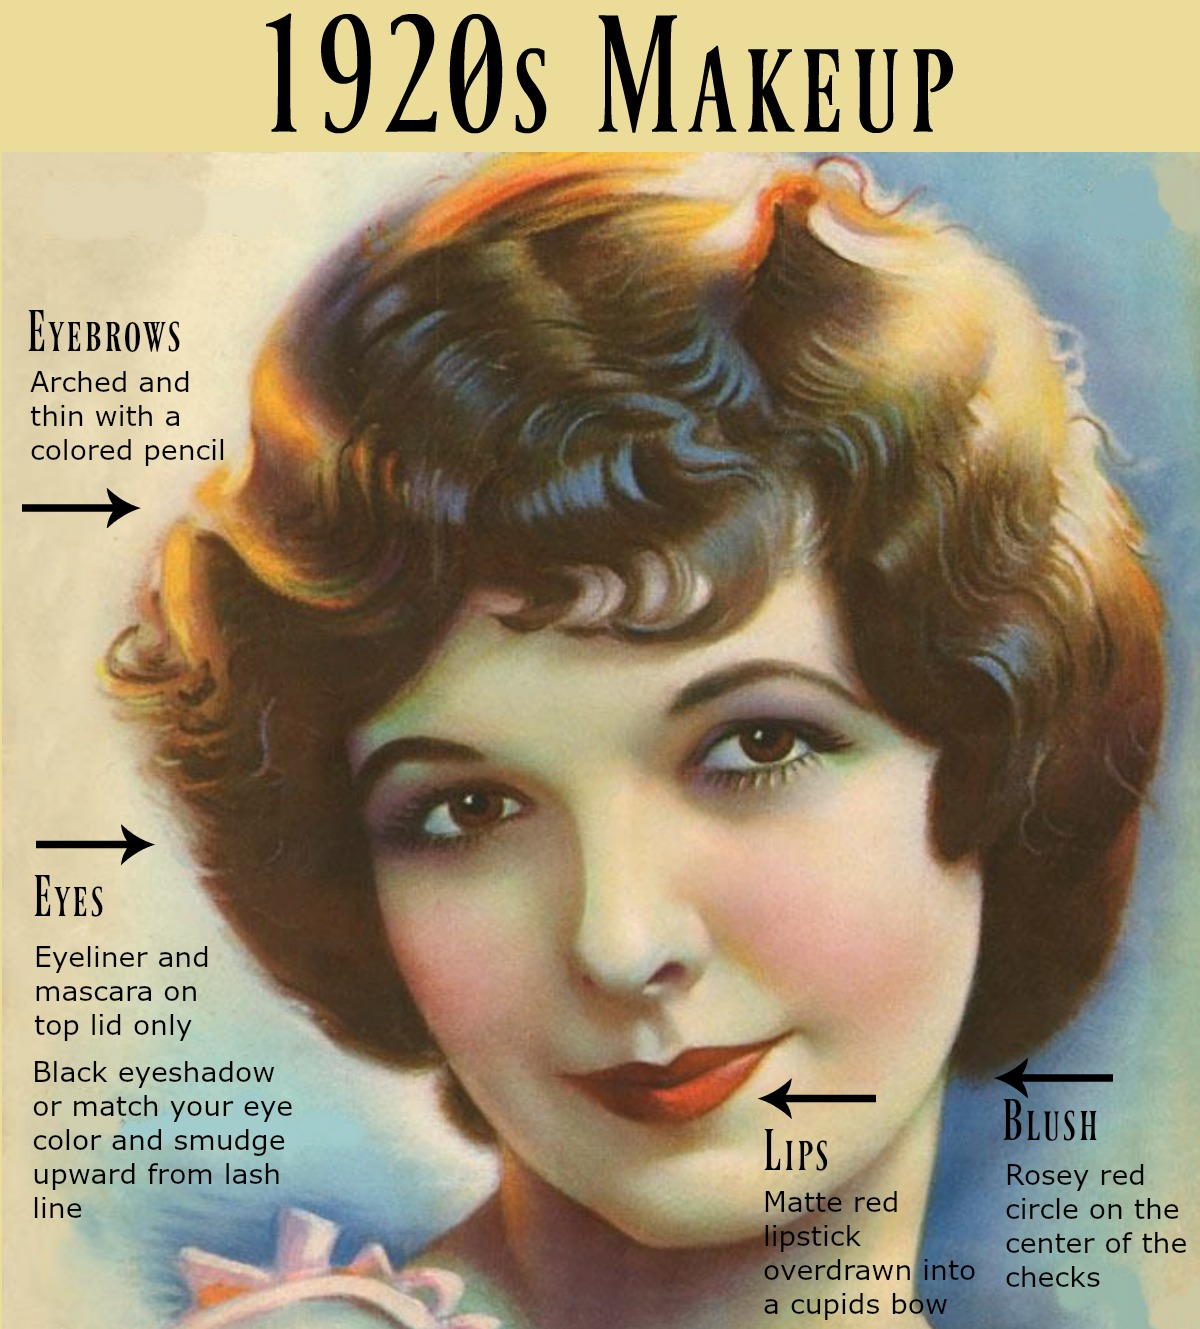 1920s Makeup
Eyebrows
Arched and
thin with a
colored pencil
Eyes
Eyeliner and
mascara on
top lid only
Black eyeshadow
or match your eye
color and smudge
upward from lash
line
Lips
Matte red
lipstick
overdrawn into
a cupids bow
Blush
Rosey red
circle on the
center of the
checks